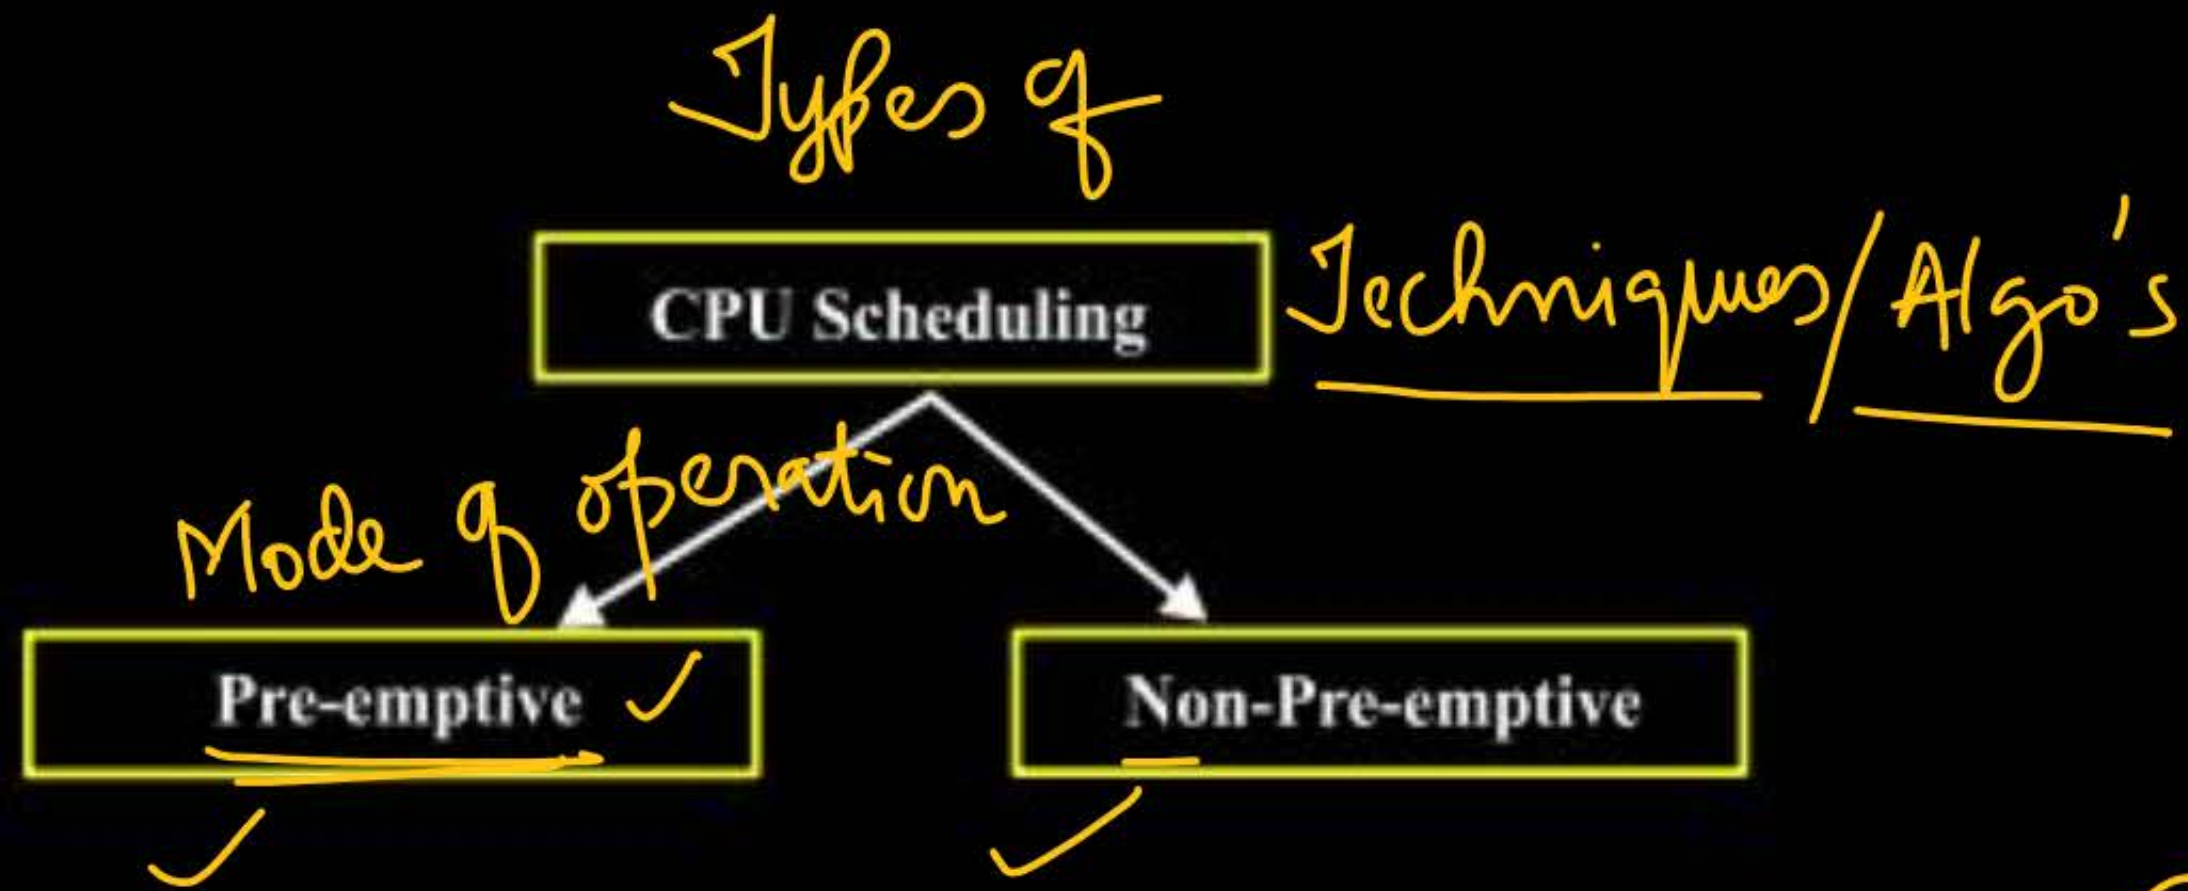 Types of
CPU Scheduling
Techniques/Algo's
Mode of operation
Pre-emptive
Non-Pre-emptive